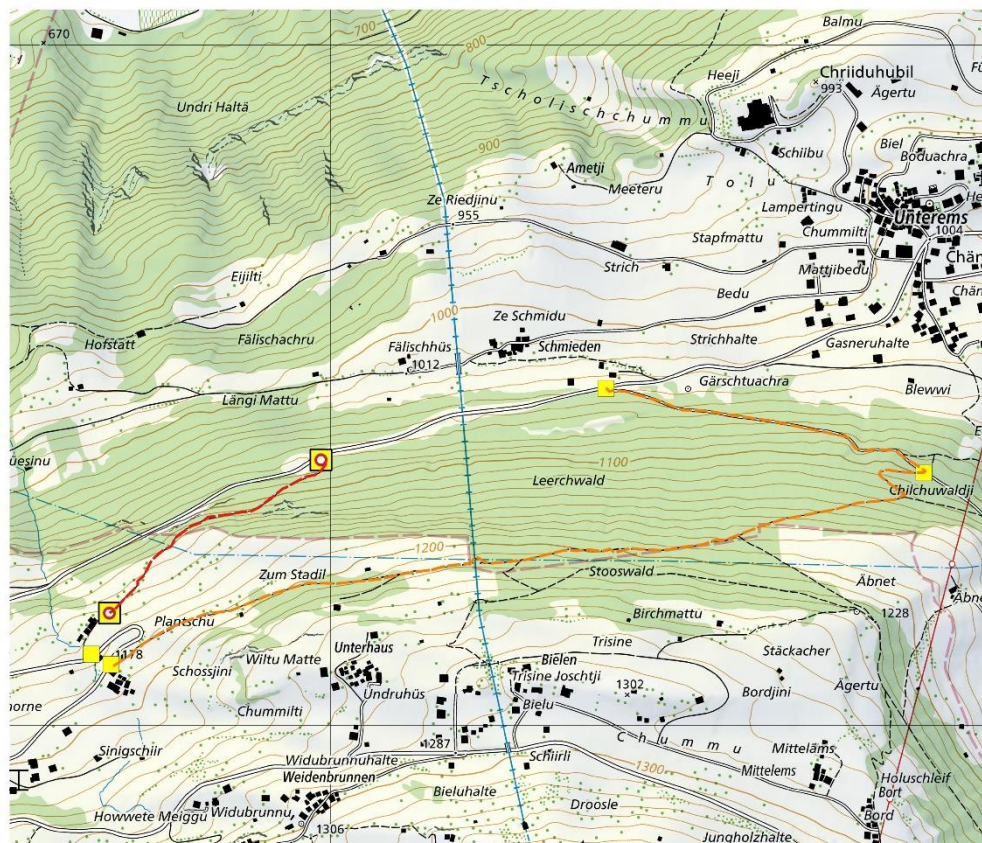 670
700
800
Balmu
Heeji
Chriiduhubil
993
Ägertu
Undri Haltä
Tscholischchummu
900
Schiibu
Biel
Boduachra
Ametji
Meeteru
Tolu
Ze Riedjinu
955
Lampertingu
Unterems
1004
Stapfmattu
Chummilti
Strich
Mattjibedu
Eijilti
Bedu
1000
Ze Schmidu
Hofstatt
Fälischachru
Fälischhüs
1012
Schmieden
Strichhalte
Gasneruhalte
Gärschtuachra
Blewwi
Längi Mattu
1100
Leerchwald
Chilchuwaldji
1200
Zum Stadil
Stooswald
Äbnet
Birchmattu
1228
Plantschu
Trisine
1178
Unterhaus
Wiltu Matte
Bielen
Stäckacher
Schossjini
Trisine Joschtji
1302
Undruhüs
Bordjini
Ägertu
Bielu
Chummilti
Chummu
1287
Schiirli
Sinigschiir
Widubrunnuhalte
Mitteläms
1300
Mittelems
Weidenbrunnen
Holuschleif
Bieluhalte
Bort
Droosle
Howwete Meiggu
Widubrunnu
Bord
1306
Jungholzhalte